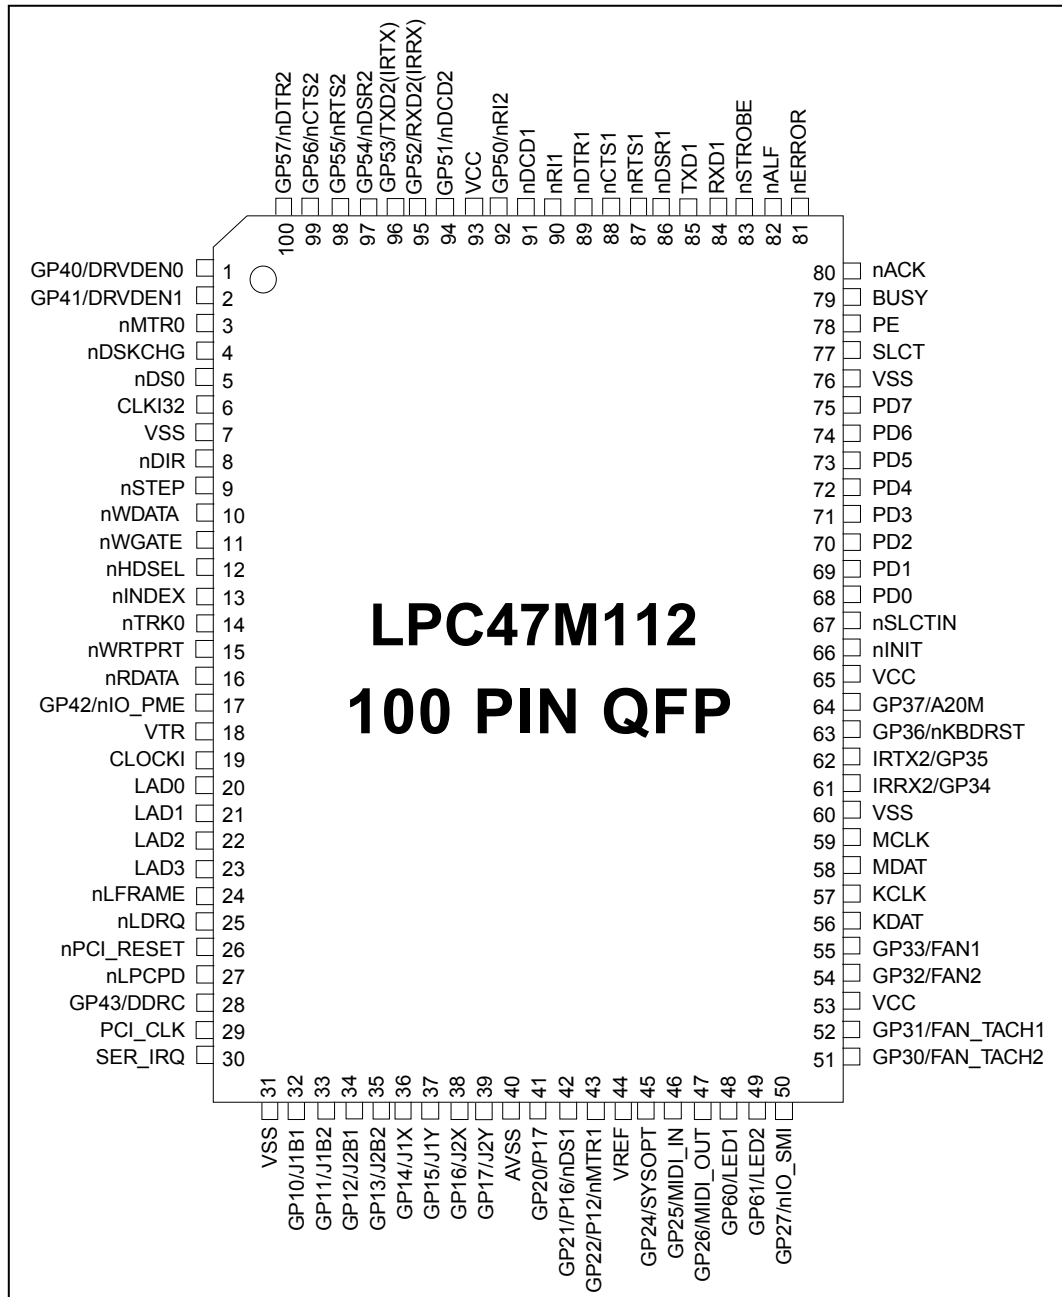 GP57/nDTR2
GP56/nCTS2
GP55/nRTS2
GP54/nDSR2
GP53/TXD2(IRTX)
GP52/RXD2(IRRX)
GP51/nDCD2
VCC
GP50/nRI2
nDCD1
nRI1
nDTR1
nCTS1
nRTS1
nDSR1
TXD1
RXD1
nSTROBE
nALF
nERROR
100 99 98 97 96 95 94 93 92 91 90 89 88 87 86 85 84 83 82 81
GP40/DRVDEN0 1
GP41/DRVDEN1 2
nMTR0 3
nDSKCHG 4
nDS0 5
CLKI32 6
VSS 7
nDIR 8
nSTEP 9
nWDATA 10
nWGATE 11
nHDSEL 12
nINDEX 13
nTRK0 14
nWRTPRT 15
nRDATA 16
GP42/nIO_PME 17
VTR 18
CLOCKI 19
LAD0 20
LAD1 21
LAD2 22
LAD3 23
nLFRAME 24
nLDRQ 25
nPCI_RESET 26
nLPCPD 27
GP43/DDRC 28
PCI_CLK 29
SER_IRQ 30
LPC47M112
100 PIN QFP
80 nACK
79 BUSY
78 PE
77 SLCT
76 VSS
75 PD7
74 PD6
73 PD5
72 PD4
71 PD3
70 PD2
69 PD1
68 PD0
67 nSLCTIN
66 nINIT
65 VCC
64 GP37/A20M
63 GP36/nKBDRST
62 IRTX2/GP35
61 IRRX2/GP34
60 VSS
59 MCLK
58 MDAT
57 KCLK
56 KDAT
55 GP33/FAN1
54 GP32/FAN2
53 VCC
52 GP31/FAN_TACH1
51 GP30/FAN_TACH2
31 32 33 34 35 36 37 38 39 40 41 42 43 44 45 46 47 48 49 50
VSS
GP10/J1B1
GP11/J1B2
GP12/J2B1
GP13/J2B2
GP14/J1X
GP15/J1Y
GP16/J2X
GP17/J2Y
AVSS
GP20/P17
GP21/P16/nDS1
GP22/P12/nMTR1
VREF
GP24/SYSOPT
GP25/MIDI_IN
GP26/MIDI_OUT
GP60/LED1
GP61/LED2
GP27/nIO_SMI